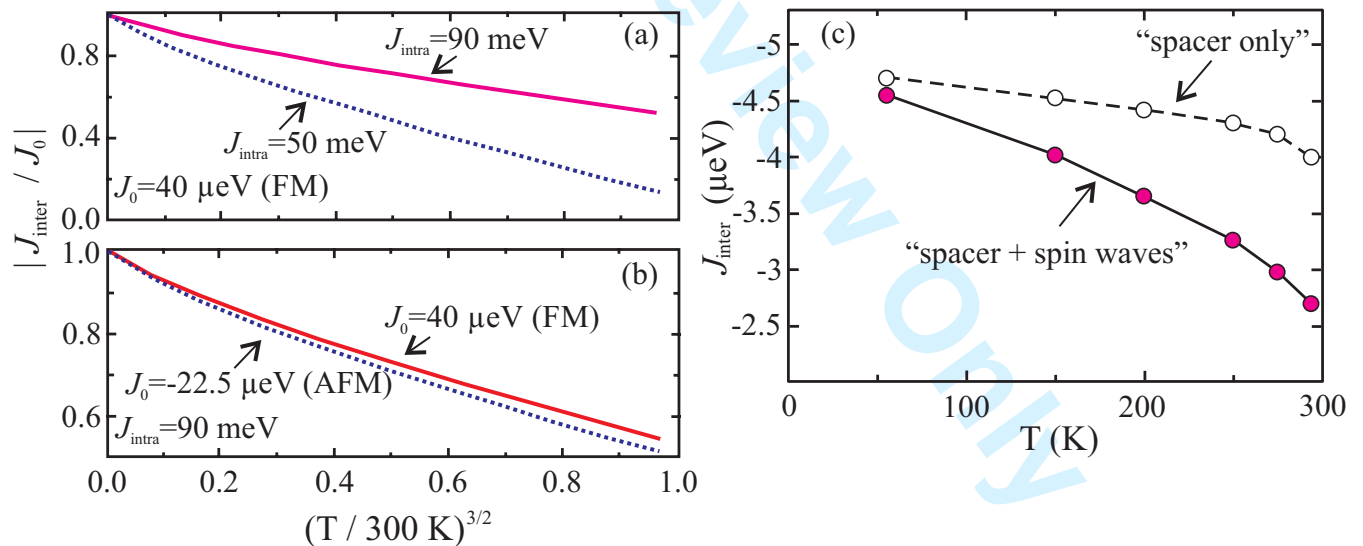 (a)
J_intra=90 meV
J_intra=50 meV
J_0=40 µeV (FM)
0.8
0.4
0.0
| J_inter / J_0 |
(b)
J_0=40 µeV (FM)
J_0=-22.5 µeV (AFM)
J_intra=90 meV
1.0
0.8
0.6
0.0 0.2 0.4 0.6 0.8 1.0
(T / 300 K)^3/2
(c)
“spacer only”
“spacer + spin waves”
-5
-4.5
-4
-3.5
-3
-2.5
J_inter (µeV)
0 100 200 300
T (K)
Only